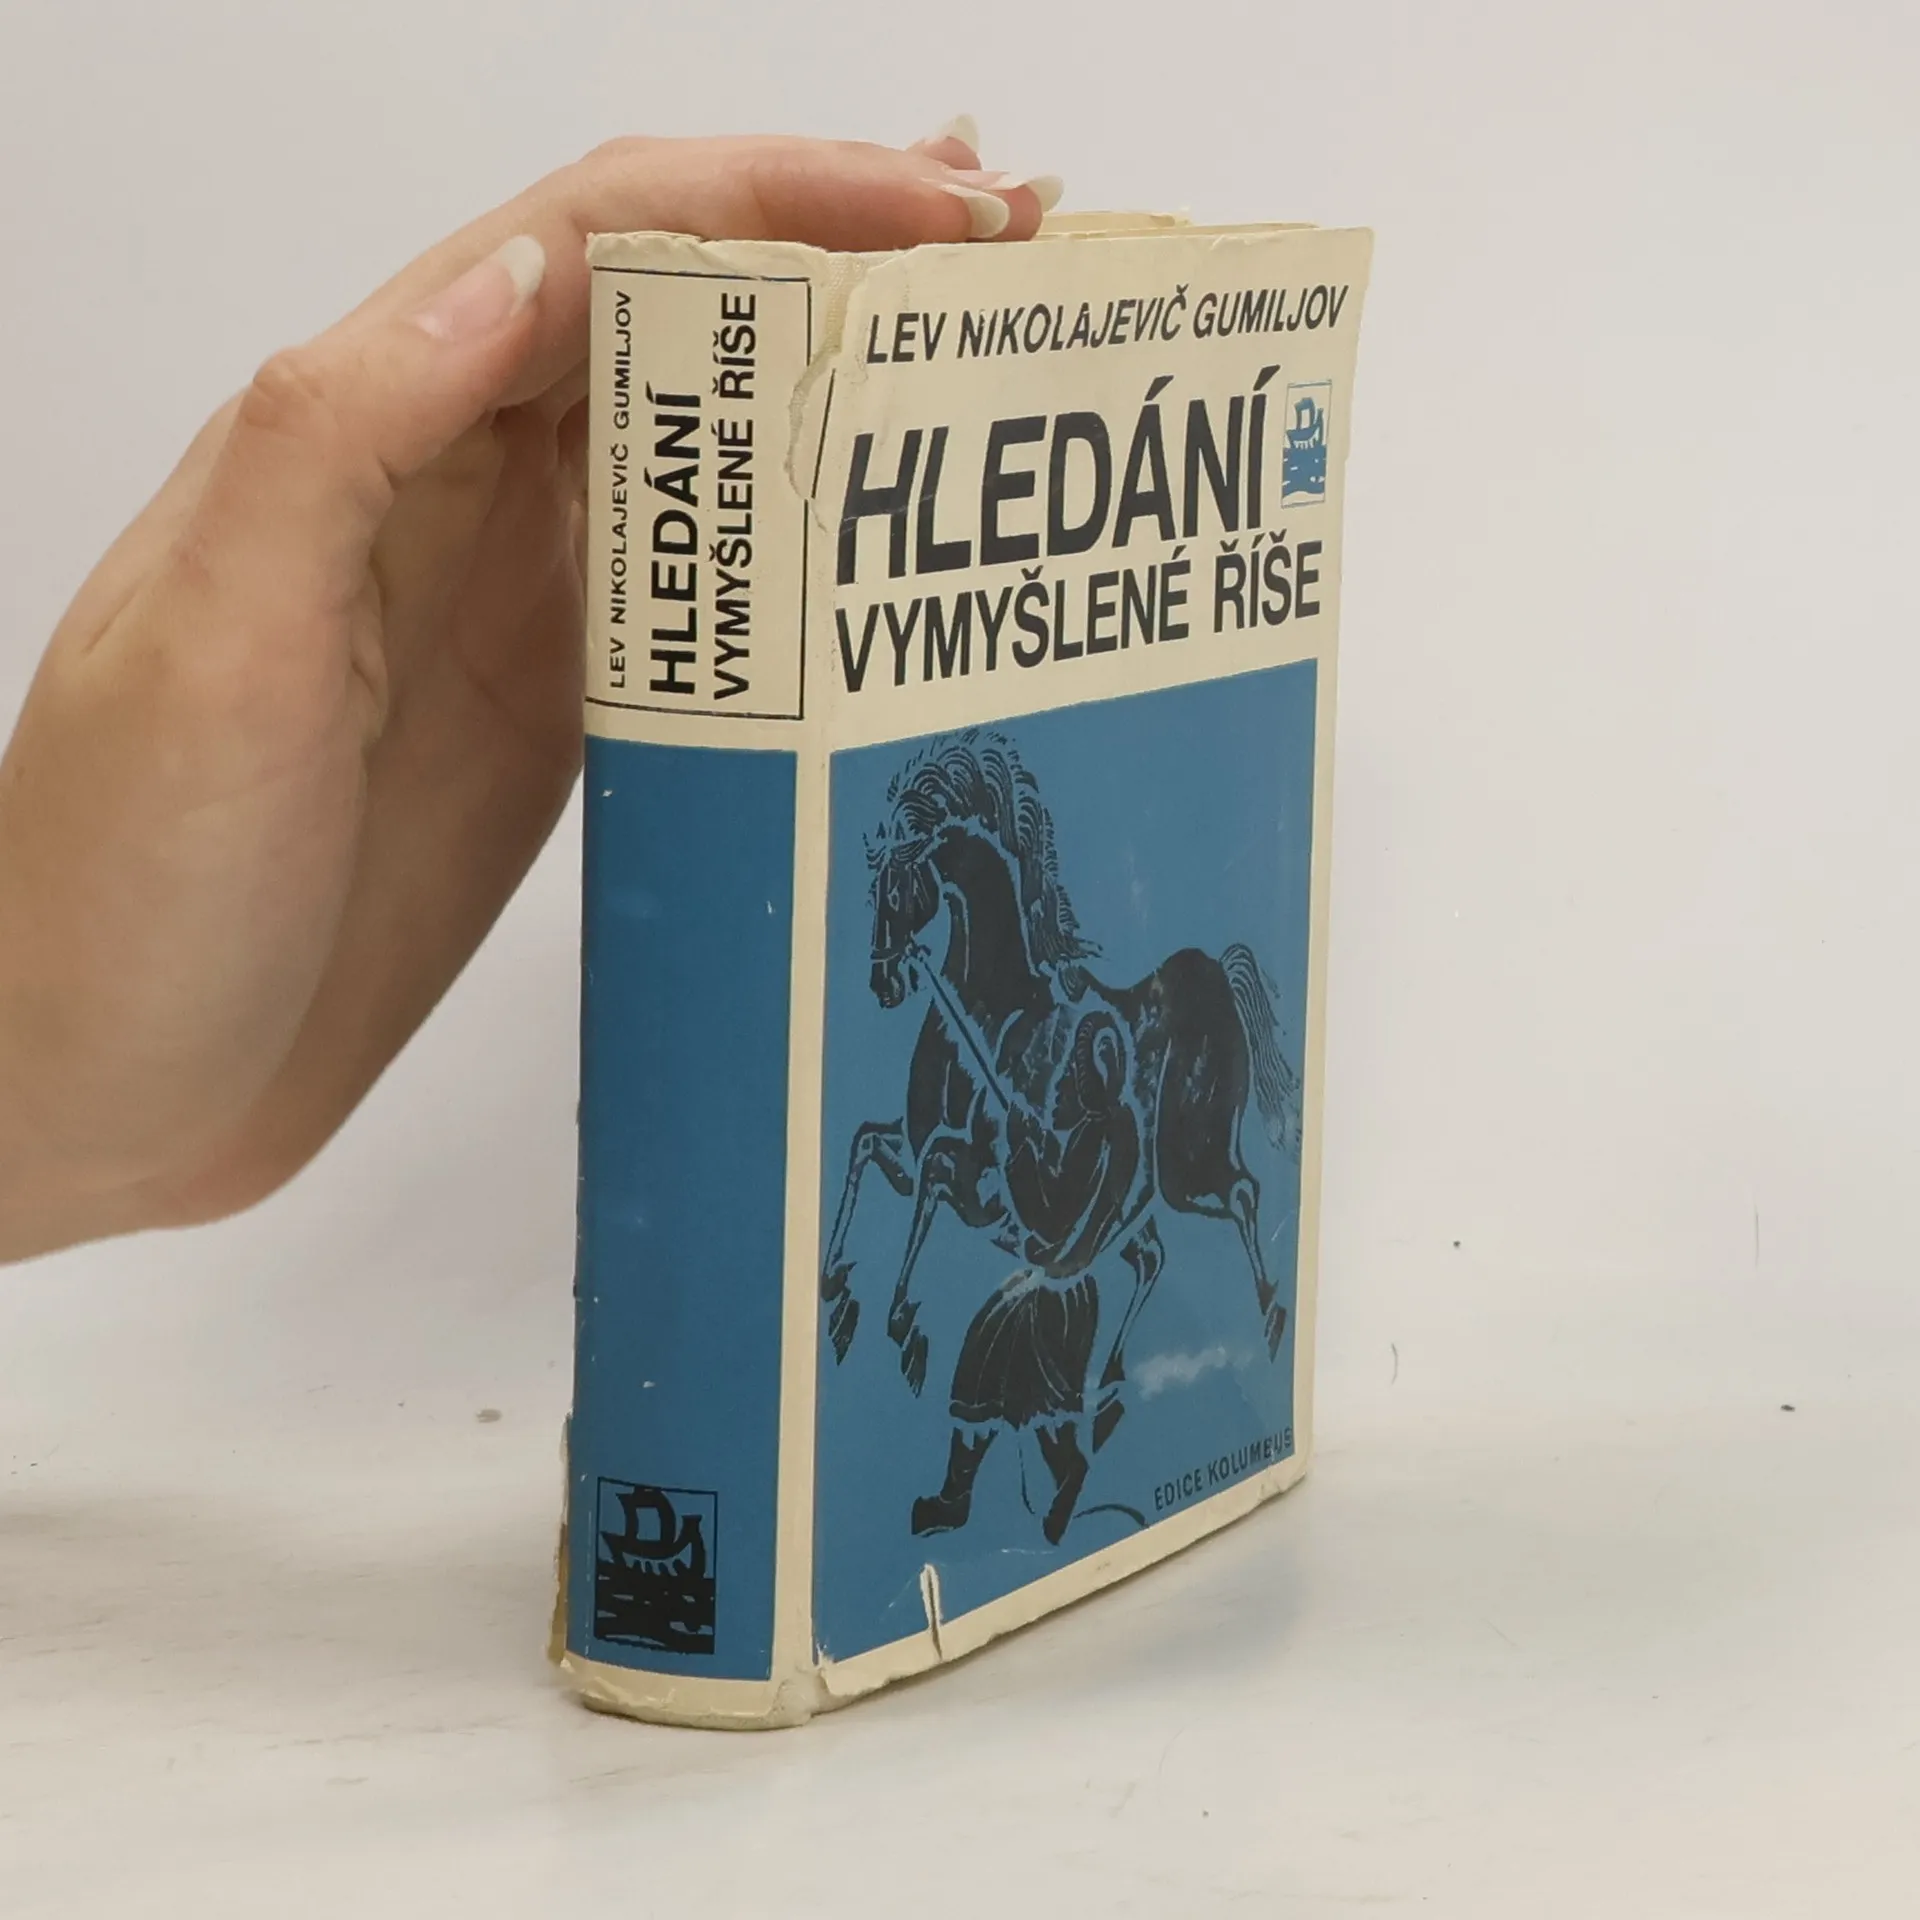 LEV NIKOLAJEVIČ GUMILJOV
HLEDÁNÍ
VYMYŠLENÉ ŘÍŠE
LEV NIKOLAJEVIČ GUMILJOV
HLEDÁNÍ
VYMYŠLENÉ ŘÍŠE
EDICE KOLUMBUS